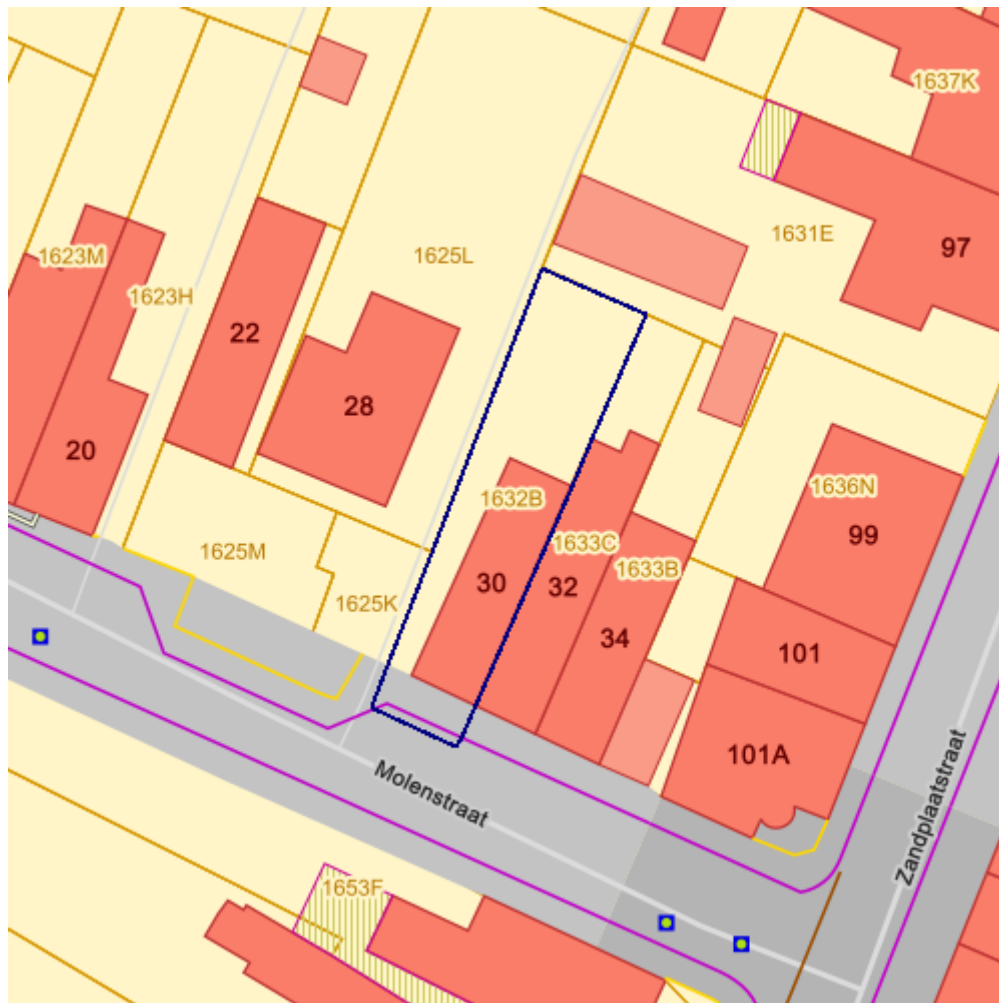 1637K
1631E
97
1623M
1625L
1623H
22
28
20
1636N
1632B
99
1633C
1625M
1633B
30
32
1625K
34
101
101A
Molenstraat
Zandplaatstraat
1653F